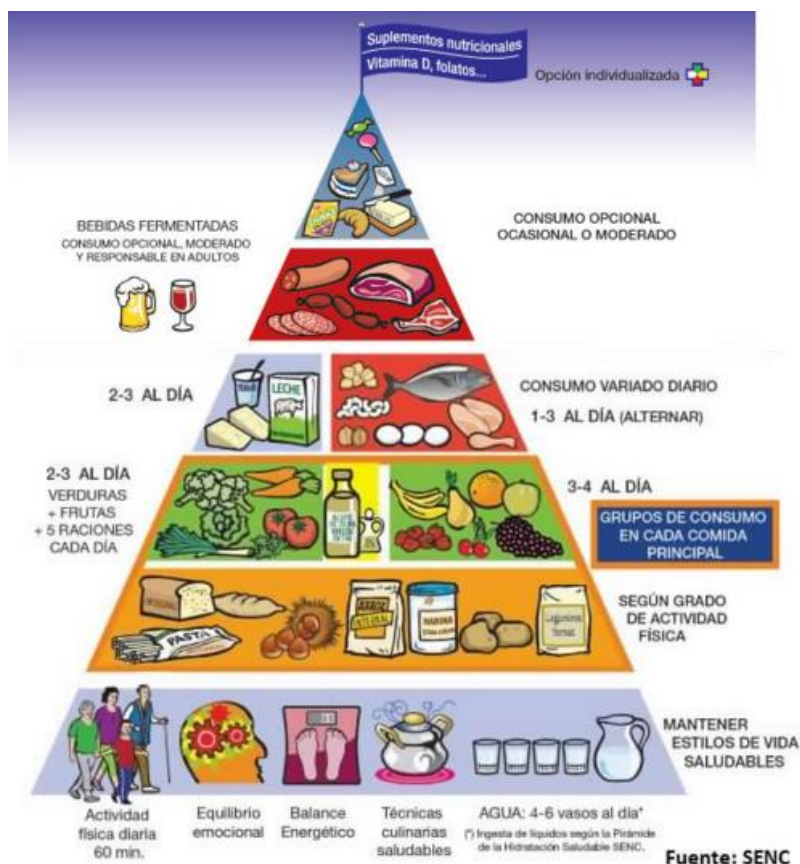 Suplementos nutricionales
Vitamina D, folatos...
Opción individualizada
BEBIDAS FERMENTADAS
CONSUMO OPCIONAL, MODERADO
Y RESPONSABLE EN ADULTOS
CONSUMO OPCIONAL
OCASIONAL O MODERADO
2-3 AL DÍA
LECHE
CONSUMO VARIADO DIARIO
1-3 AL DÍA (ALTERNAR)
2-3 AL DÍA
VERDURAS
+ FRUTAS
+ 5 RACIONES
CADA DÍA
ACEITE
DE OLIVA
VIRGEN
3-4 AL DÍA
GRUPOS DE CONSUMO
EN CADA COMIDA
PRINCIPAL
INTEGRAL
PASTA
ARROZ
INTEGRAL
HARINA
SEGÚN GRADO
DE ACTIVIDAD
FÍSICA
MANTENER
ESTILOS DE VIDA
SALUDABLES
Actividad
física diaria
60 min.
Equilibrio
emocional
Balance
Energético
Técnicas
culinarias
saludables
AGUA: 4-6 vasos al día*
(*) Ingesta de líquidos según la Pirámide
de la Hidratación Saludable SENC.
Fuente: SENC